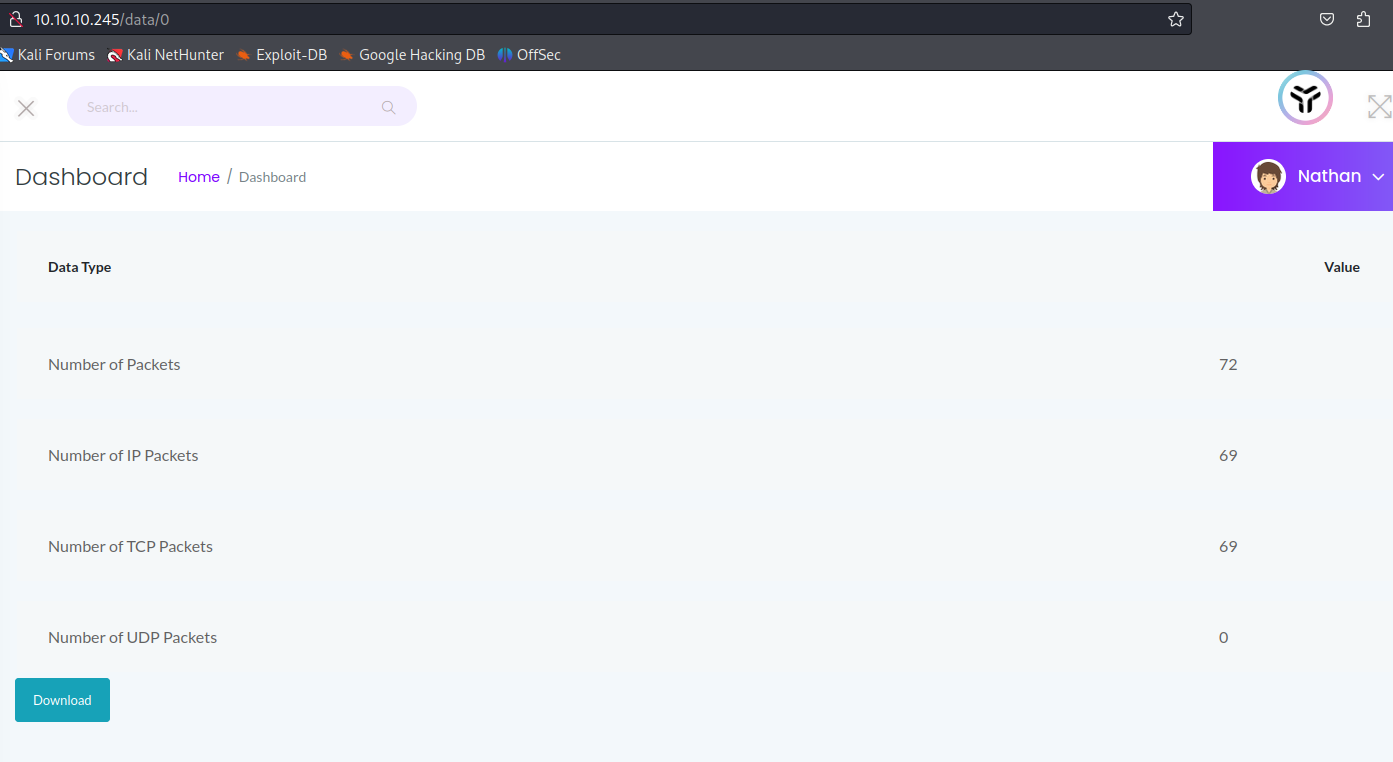 10.10.10.245/data/0
Kali Forums Kali NetHunter Exploit-DB Google Hacking DB OffSec
Search...
Dashboard Home / Dashboard Nathan
Data Type Value
Number of Packets 72
Number of IP Packets 69
Number of TCP Packets 69
Number of UDP Packets 0
Download